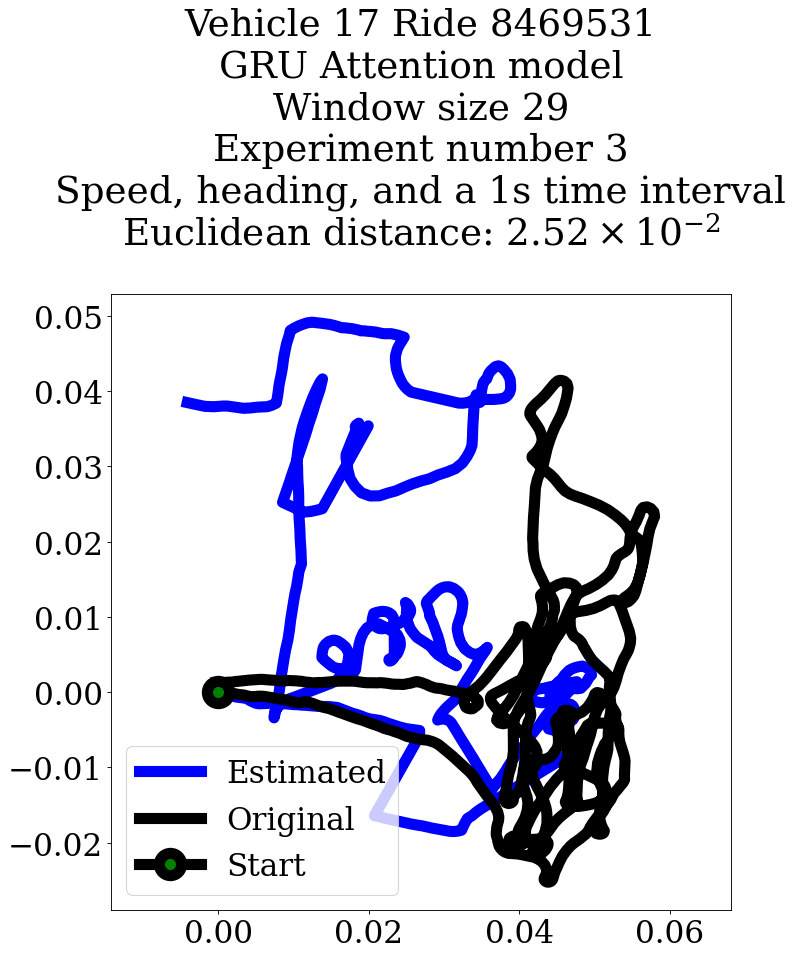 Vehicle 17 Ride 8469531
GRU Attention model
Window size 29
Experiment number 3
Speed, heading, and a 1s time interval
Euclidean distance: 2.52 × 10⁻²
0.05
0.04
0.03
0.02
0.01
0.00
−0.01
−0.02
Estimated
Original
Start
0.00 0.02 0.04 0.06